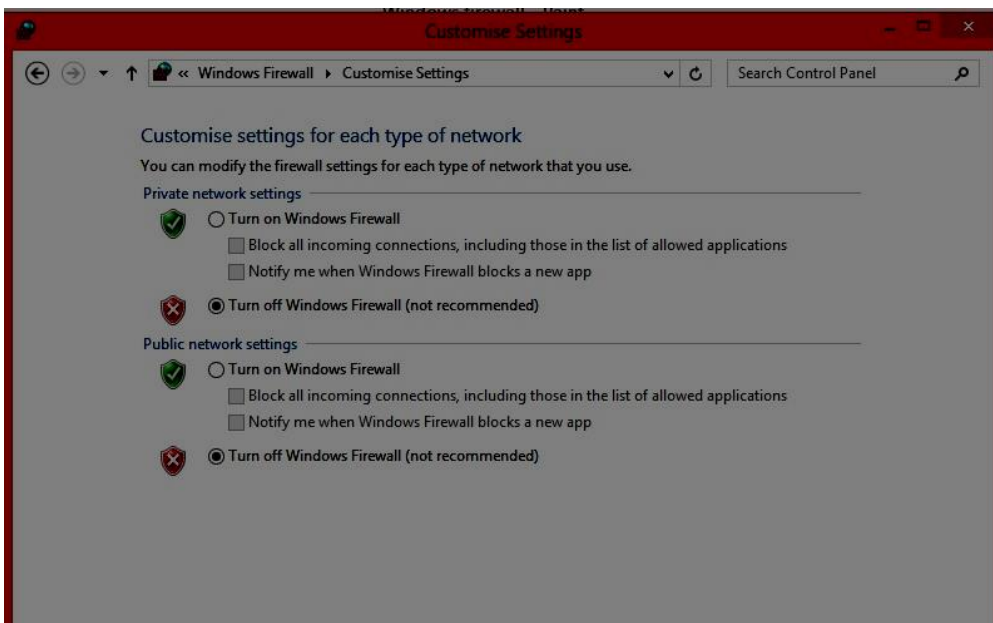 Windows firewall - Paint
Customise Settings
« Windows Firewall ▸ Customise Settings
Search Control Panel
Customise settings for each type of network
You can modify the firewall settings for each type of network that you use.
Private network settings
Turn on Windows Firewall
Block all incoming connections, including those in the list of allowed applications
Notify me when Windows Firewall blocks a new app
Turn off Windows Firewall (not recommended)
Public network settings
Turn on Windows Firewall
Block all incoming connections, including those in the list of allowed applications
Notify me when Windows Firewall blocks a new app
Turn off Windows Firewall (not recommended)